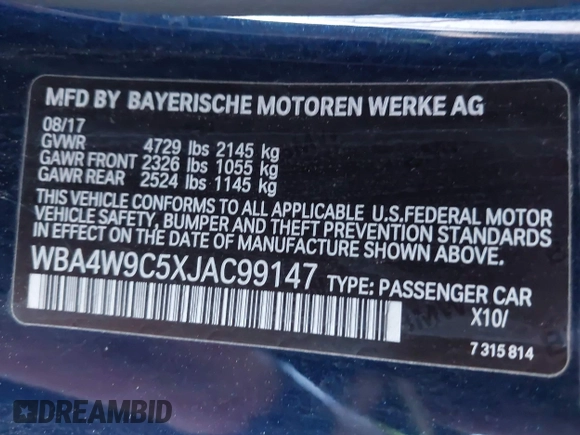 MFD BY BAYERISCHE MOTOREN WERKE AG
08/17
GVWR 4729 lbs 2145 kg
GAWR FRONT 2326 lbs 1055 kg
GAWR REAR 2524 lbs 1145 kg
THIS VEHICLE CONFORMS TO ALL APPLICABLE U.S.FEDERAL MOTOR
VEHICLE SAFETY, BUMPER AND THEFT PREVENTION
STANDARDS IN EFFECT ON THE DATE OF MANUFACTURE SHOWN ABOVE.
WBA4W9C5XJAC99147 TYPE: PASSENGER CAR
X10/
7 315 814
DREAMBID